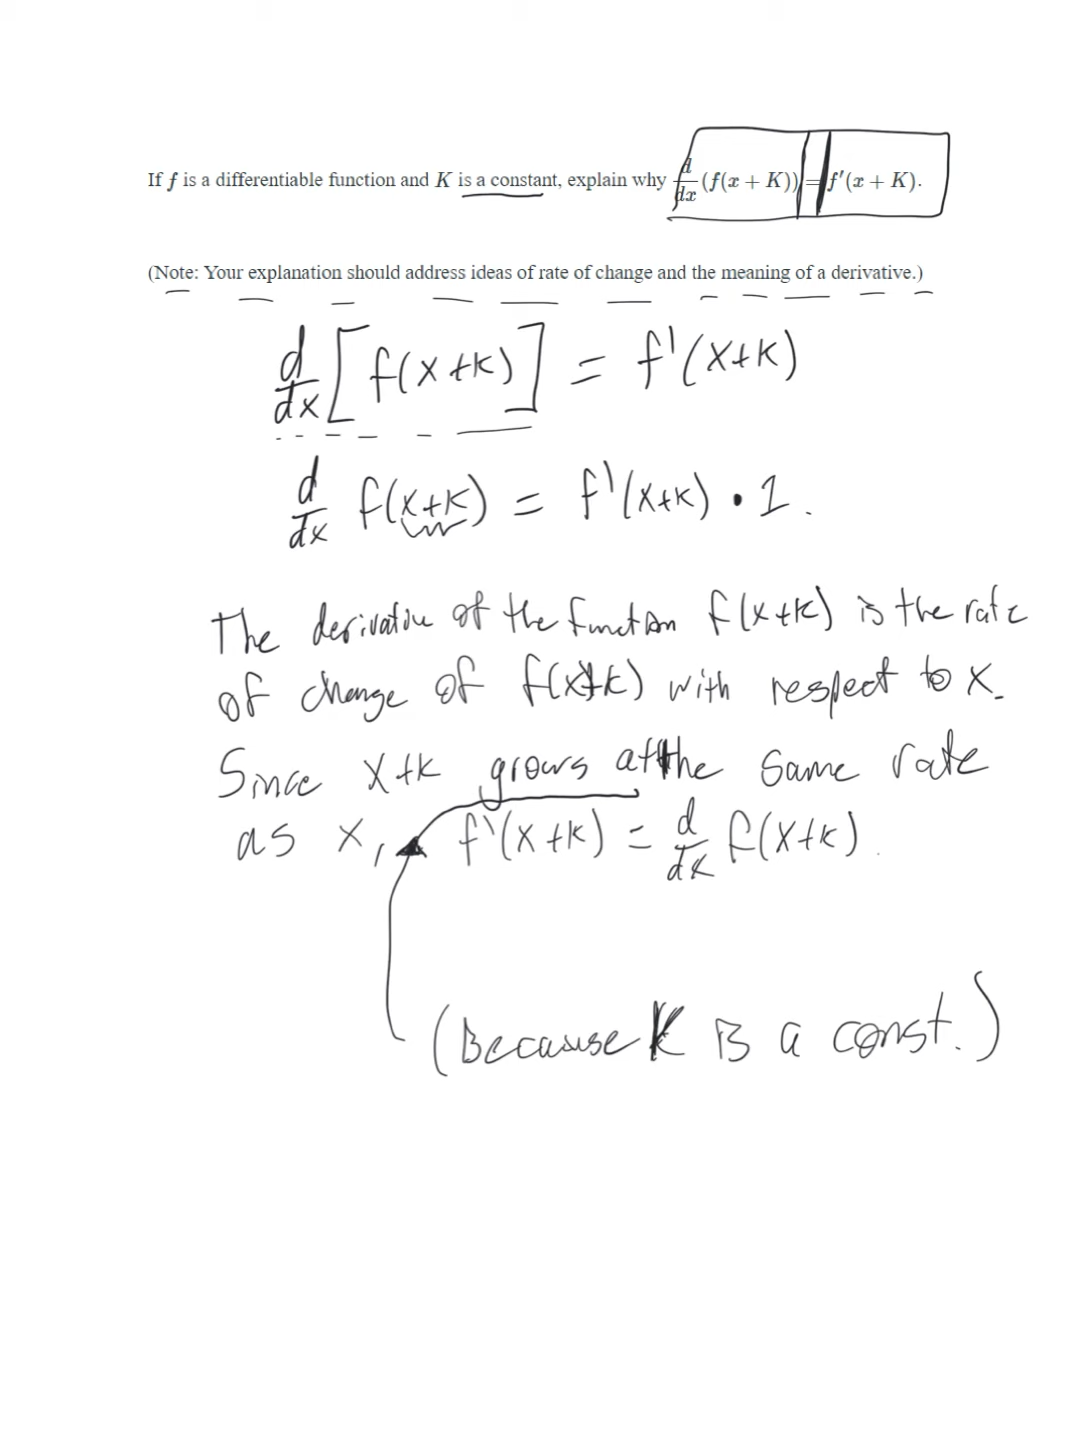 If f is a differentiable function and K is a constant, explain why d/dx (f(x + K)) = f′(x + K).
(Note: Your explanation should address ideas of rate of change and the meaning of a derivative.)
d/dx [f(x+k)] = f'(x+k)
d/dx f(x+k) = f'(x+k) • 1.
The derivative of the function f(x+k) is the rate
of change of f(x+k) with respect to x.
Since x+k grows at the same rate
as x, f'(x+k) = d/dx f(x+k).
(Because K is a const.)